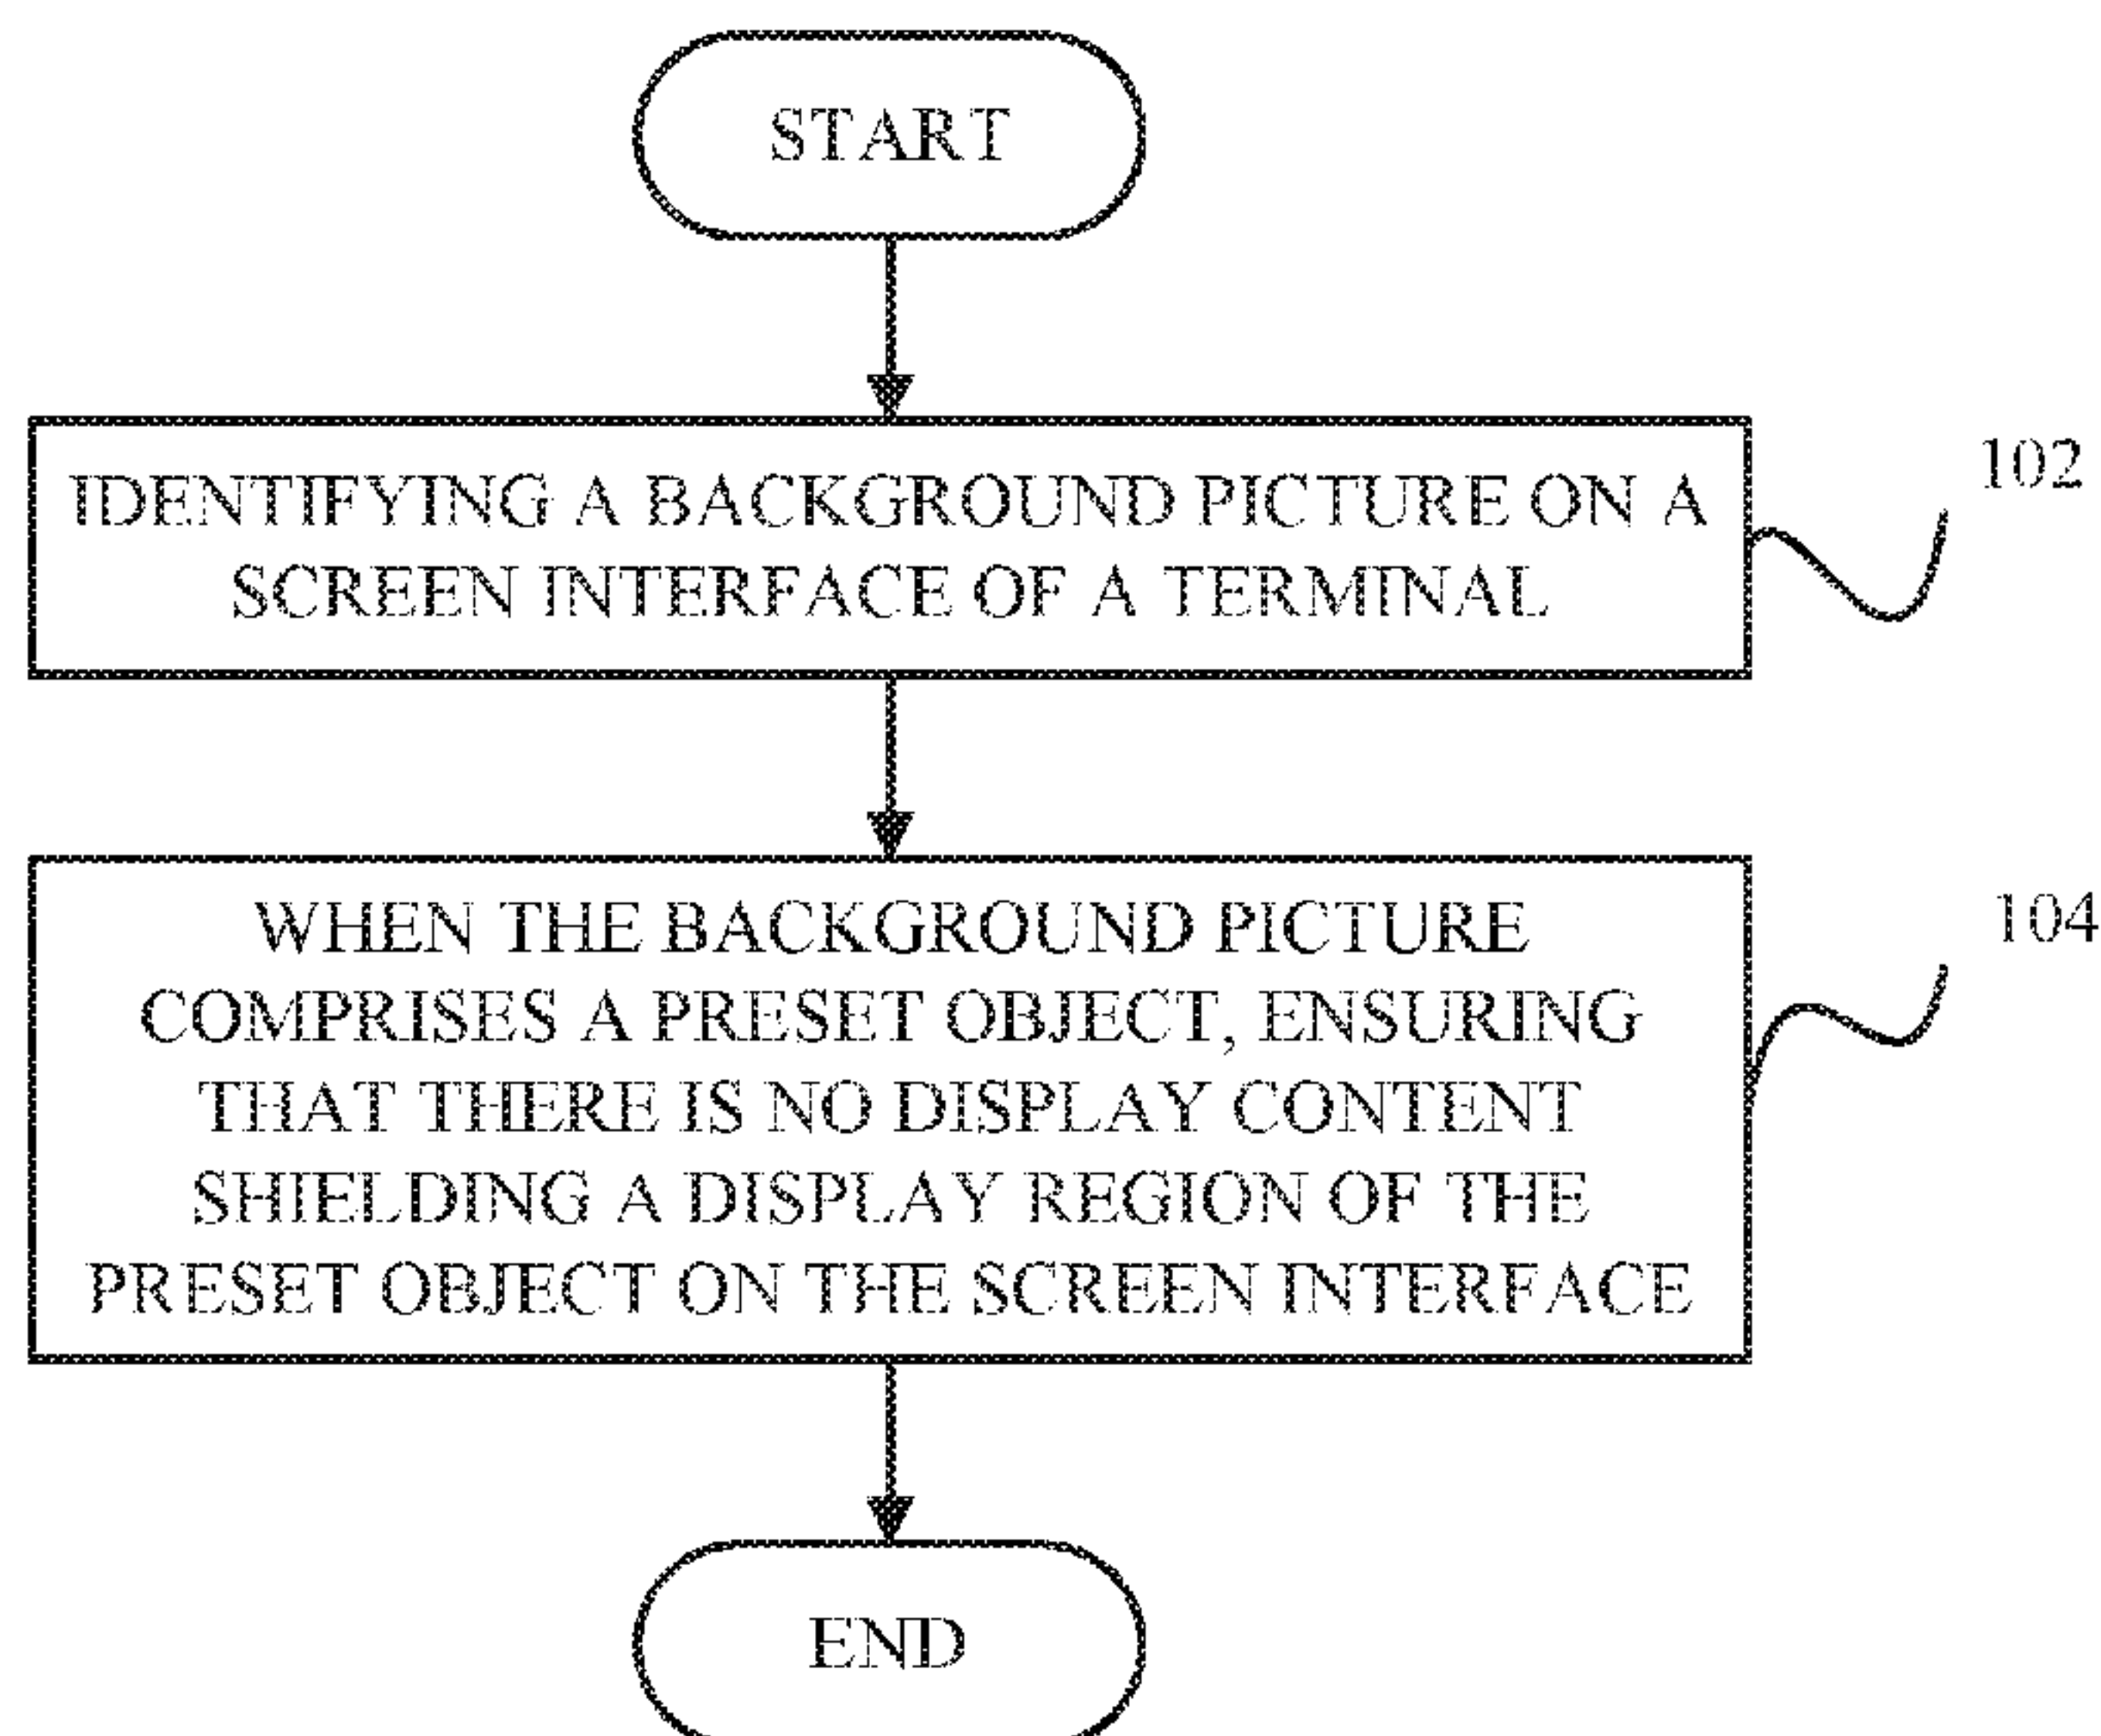 START
IDENTIFYING A BACKGROUND PICTURE ON A
SCREEN INTERFACE OF A TERMINAL
102
WHEN THE BACKGROUND PICTURE
COMPRISES A PRESET OBJECT, ENSURING
THAT THERE IS NO DISPLAY CONTENT
SHIELDING A DISPLAY REGION OF THE
PRESET OBJECT ON THE SCREEN INTERFACE
104
END